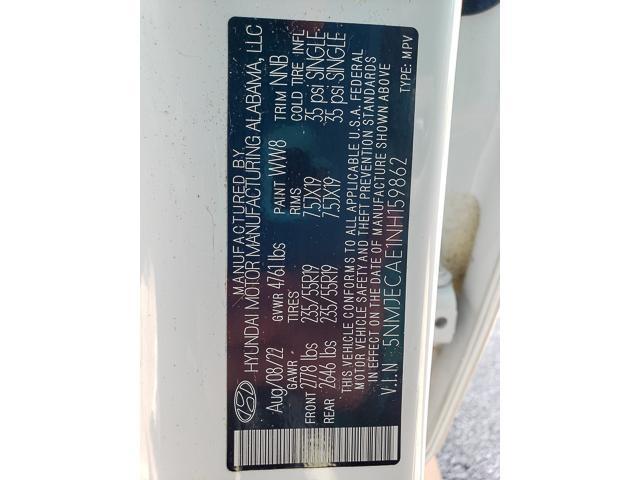 MANUFACTURED BY
HYUNDAI MOTOR MANUFACTURING ALABAMA, LLC
Aug/08/22 GVWR 4761 lbs PAINT WW8 TRIM NNB
GAWR TIRES RIMS COLD TIRE INFL
FRONT 2778 lbs 235/55R19 7.5JX19 35 psi SINGLE
REAR 2646 lbs 235/55R19 7.5JX19 35 psi SINGLE
THIS VEHICLE CONFORMS TO ALL APPLICABLE U.S.A. FEDERAL
MOTOR VEHICLE SAFETY AND THEFT PREVENTION STANDARDS
IN EFFECT ON THE DATE OF MANUFACTURE SHOWN ABOVE
V.I.N 5NMJECAE1NH159862 TYPE: MPV